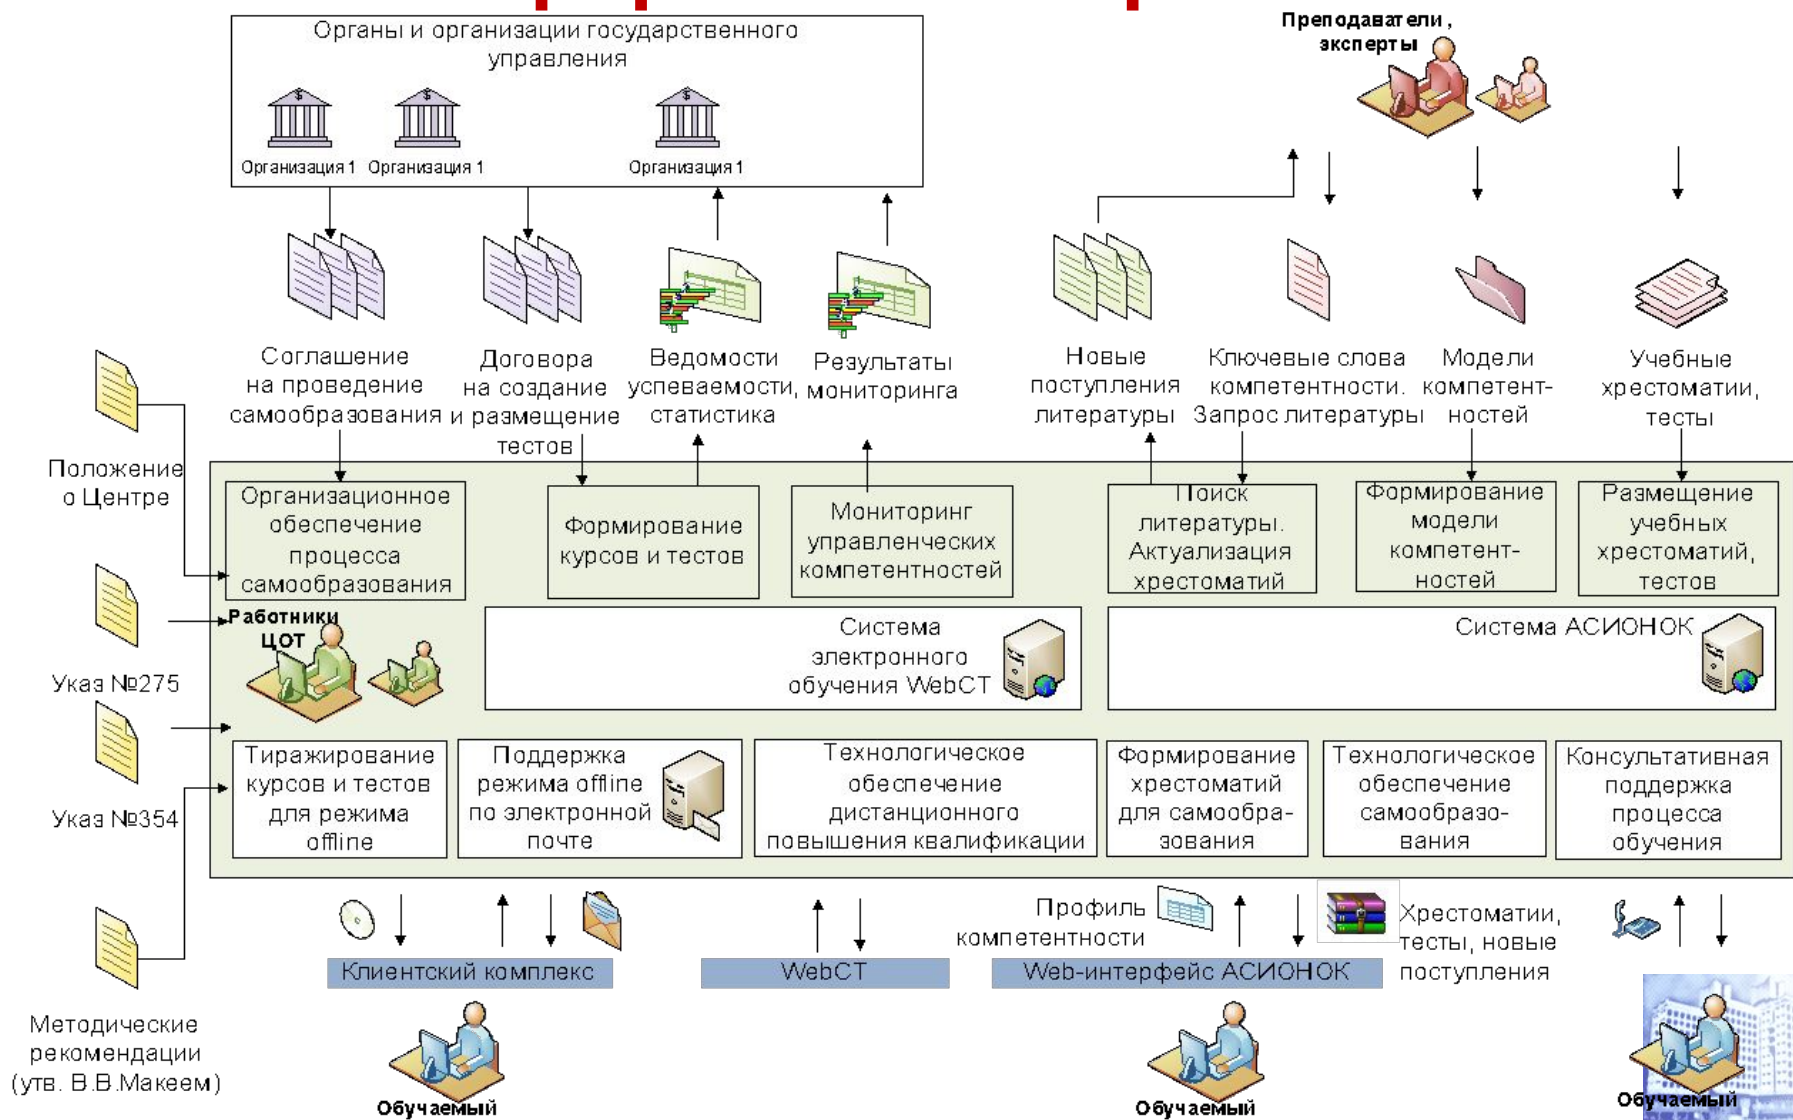 Органы и организации государственного
управления
Организация 1
Организация 1
Организация 1
Преподаватели,
эксперты
Соглашение
на проведение
самообразования
Договора
на создание
и размещение
тестов
Ведомости
успеваемости,
статистика
Результаты
мониторинга
Новые
поступления
литературы
Ключевые слова
компетентности.
Запрос литературы
Модели
компетент-
ностей
Учебные
хрестоматии,
тесты
Положение
о Центре
Указ №275
Указ №354
Методические
рекомендации
(утв. В.В.Макеем)
Организационное
обеспечение
процесса
самообразования
Формирование
курсов и тестов
Мониторинг
управленческих
компетентностей
Поиск
литературы.
Актуализация
хрестоматий
Формирование
модели
компетент-
ностей
Размещение
учебных
хрестоматий,
тестов
Работники
ЦОТ
Система
электронного
обучения WebCT
Система АСИОНОК
Тиражирование
курсов и тестов
для режима
offline
Поддержка
режима offline
по электронной
почте
Технологическое
обеспечение
дистанционного
повышения квалификации
Формирование
хрестоматий
для самообра-
зования
Технологическое
обеспечение
самообразо-
вания
Консультативная
поддержка
процесса
обучения
Профиль
компетентности
Хрестоматии,
тесты, новые
поступления
Клиентский комплекс
WebCT
Web-интерфейс АСИОНОК
Обучаемый
Обучаемый
Обучаемый